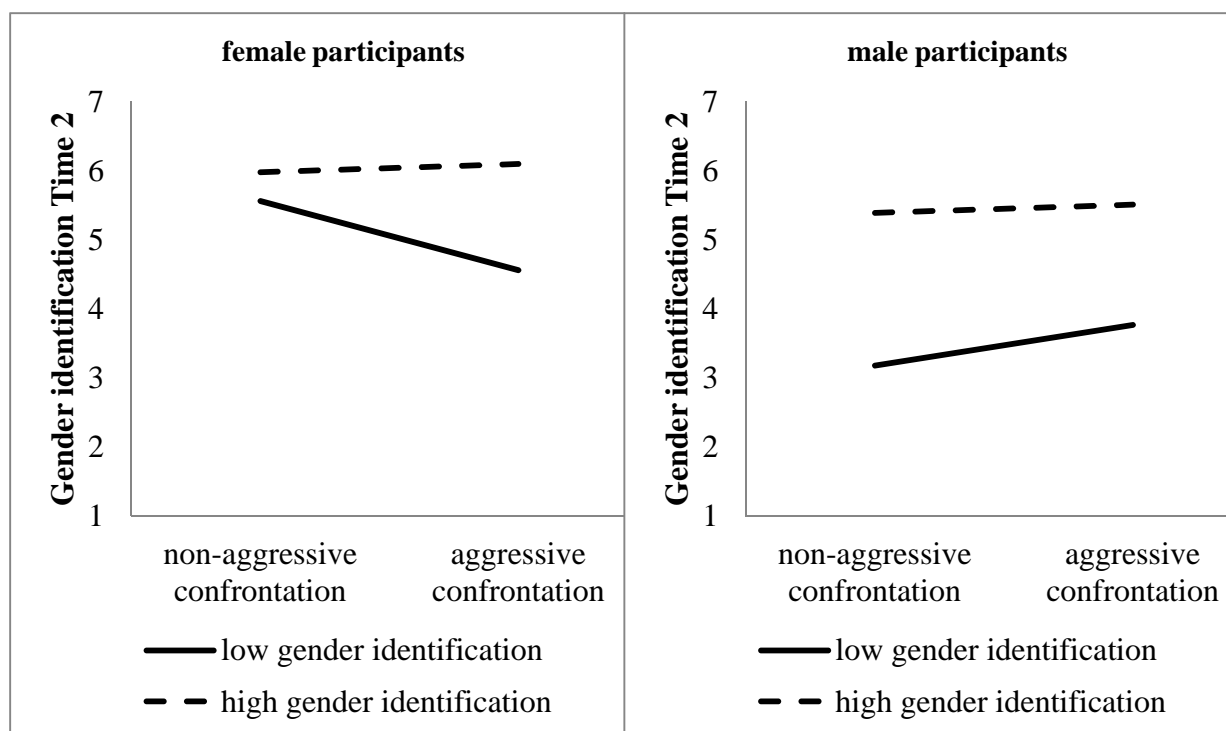 female participants
Gender identification Time 2
7
6
5
4
3
2
1
non-aggressive
confrontation
aggressive
confrontation
low gender identification
high gender identification
male participants
Gender identification Time 2
7
6
5
4
3
2
1
non-aggressive
confrontation
aggressive
confrontation
low gender identification
high gender identification